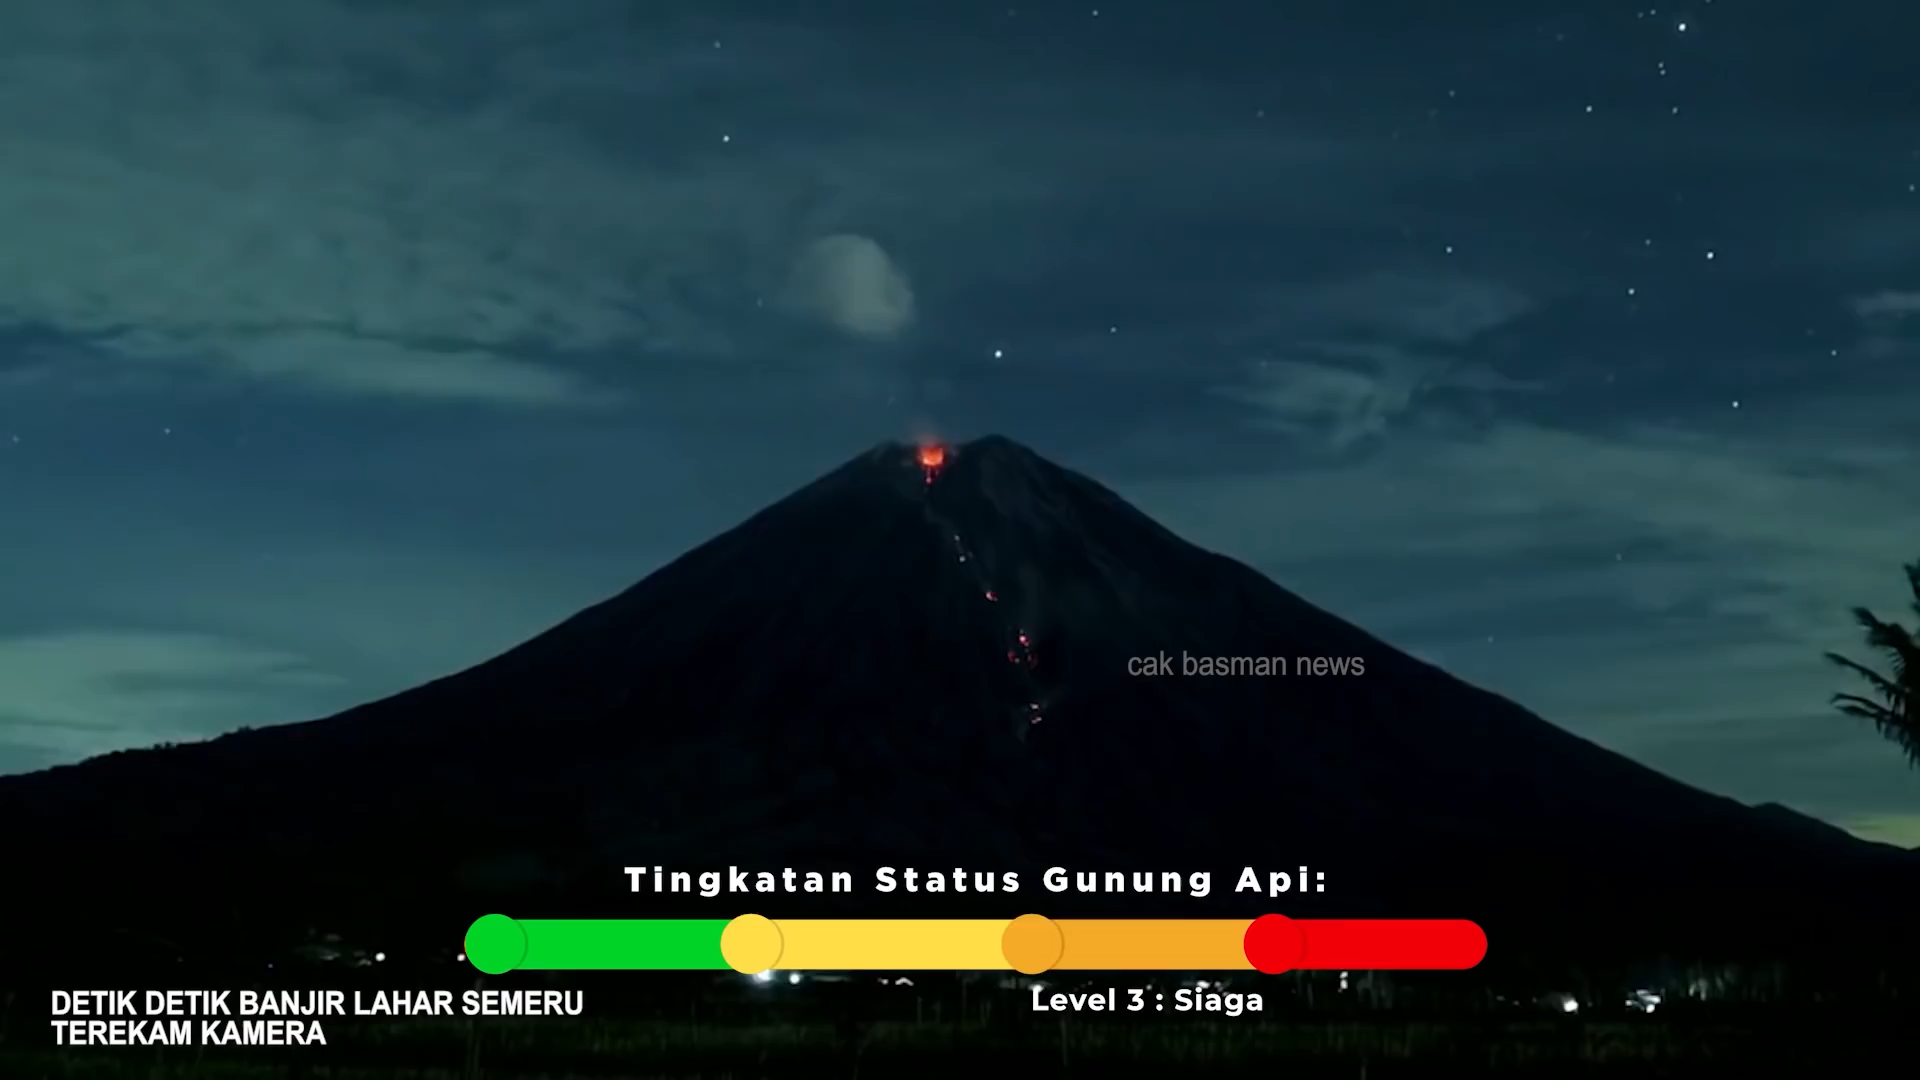 cak basman news
Tingkatan Status Gunung Api:
Level 3 : Siaga
DETIK DETIK BANJIR LAHAR SEMERU
TEREKAM KAMERA